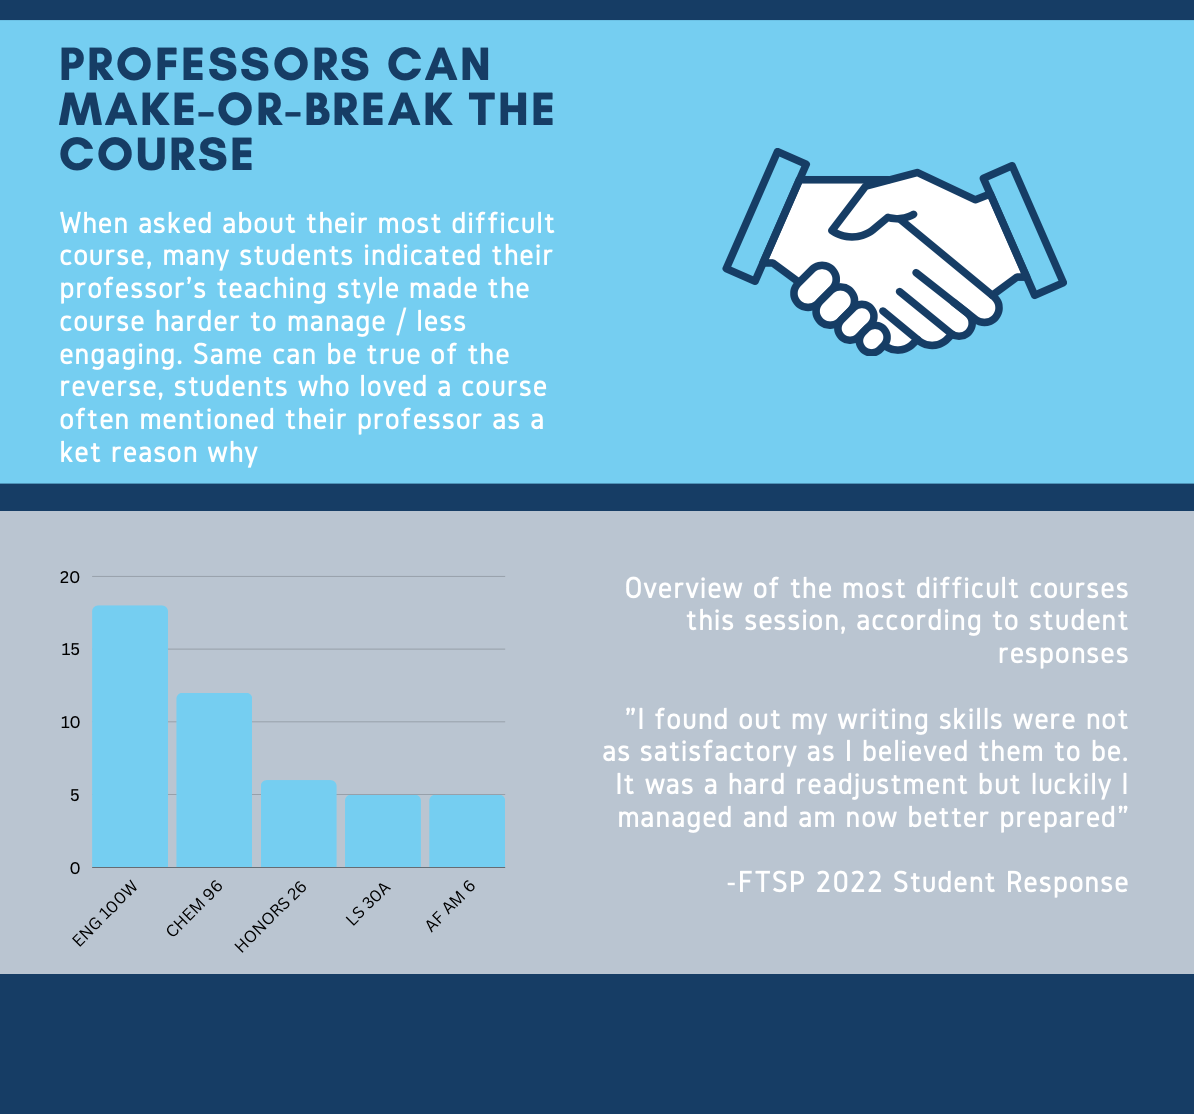 PROFESSORS CAN
MAKE-OR-BREAK THE
COURSE
When asked about their most difficult
course, many students indicated their
professor's teaching style made the
course harder to manage / less
engaging. Same can be true of the
reverse, students who loved a course
often mentioned their professor as a
ket reason why
20
15
10
5
0
ENG 100W
CHEM 96
HONORS 26
LS 30A
AF AM 6
Overview of the most difficult courses
this session, according to student
responses
"I found out my writing skills were not
as satisfactory as I believed them to be.
It was a hard readjustment but luckily I
managed and am now better prepared"
-FTSP 2022 Student Response